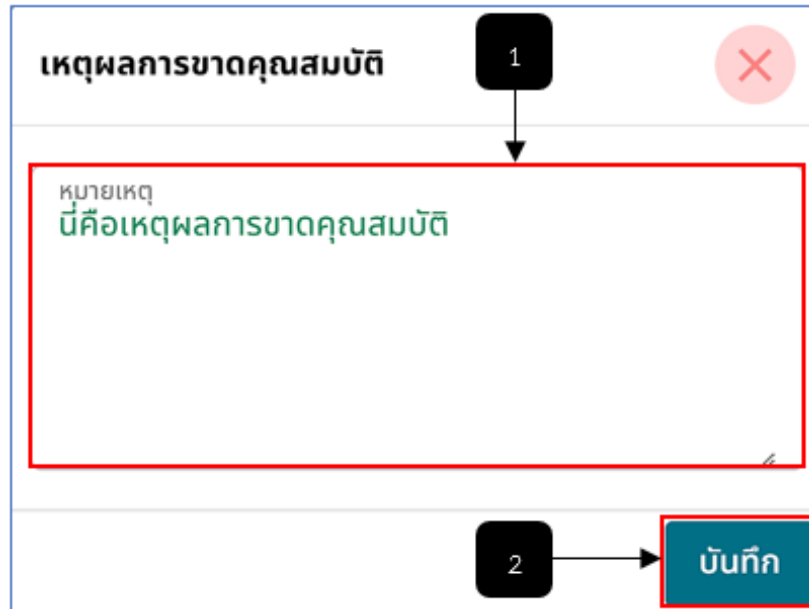 เหตุผลการขาดคุณสมบัติ
1
หมายเหตุ
นี่คือเหตุผลการขาดคุณสมบัติ
2
บันทึก